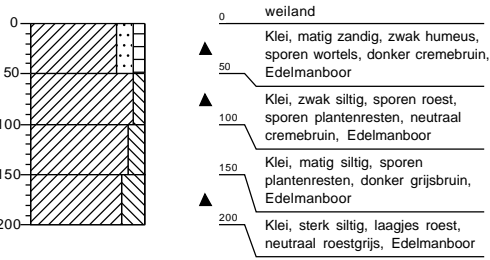 0
50
100
150
200
0
weiland
Klei, matig zandig, zwak humeus,
sporen wortels, donker cremebruin,
Edelmanboor
50
Klei, zwak siltig, sporen roest,
sporen plantenresten, neutraal
cremebruin, Edelmanboor
100
150
Klei, matig siltig, sporen
plantenresten, donker grijsbruin,
Edelmanboor
200
Klei, sterk siltig, laagjes roest,
neutraal roestgrijs, Edelmanboor